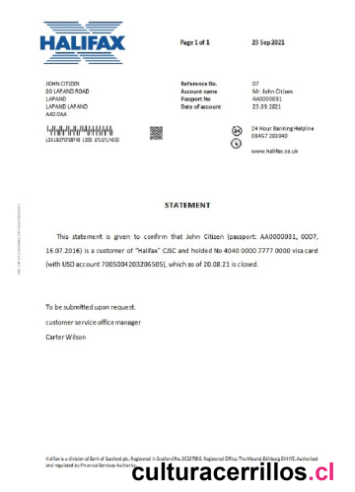 HALIFAX
Page 1 of 1 23 Sep 2021
JOHN CITIZEN
00 LAPAND ROAD
LAPAND
LAPAND LAPAND
AA0 0AA
Reference No. 07
Account name Mr. John Citizen
Passport No AA0000031
Date of account 23.09.2021
24 Hour Banking Helpline
08457 203040
www.halifax.co.uk
STATEMENT
This statement is given to confirm that John Citizen (passport: AA0000031, 0007,
16.07.2016) is a customer of "Halifax" CJSC and holded No 4040 0000 7777 0000 visa card
(with USD account 7005004203206505), which as of 20.08.21 is closed.
To be submitted upon request.
customer service office manager
Carter Wilson
Halifax is a division of Bank of Scotland plc, Registered in Scotland No. Registered Office, The Mound, Edinburgh EH1 Authorised
and regulated by Financial Services Authority.
culturacerrillos.cl